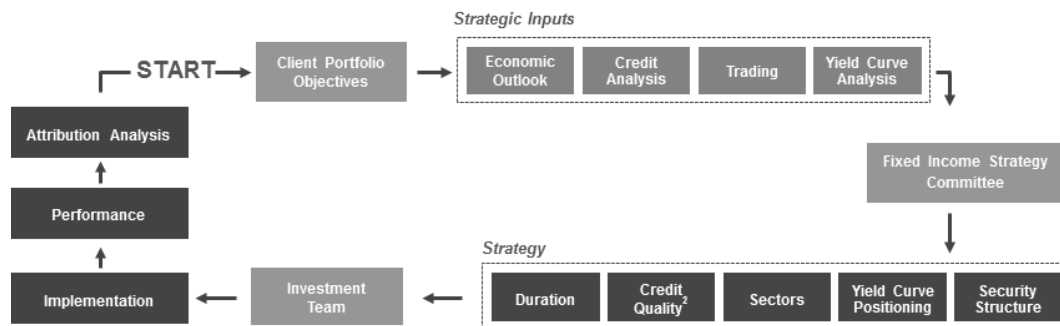 Strategic Inputs
START
Client Portfolio
Objectives
Economic
Outlook
Credit
Analysis
Trading
Yield Curve
Analysis
Fixed Income Strategy
Committee
Strategy
Duration
Credit
Quality²
Sectors
Yield Curve
Positioning
Security
Structure
Investment
Team
Implementation
Performance
Attribution Analysis